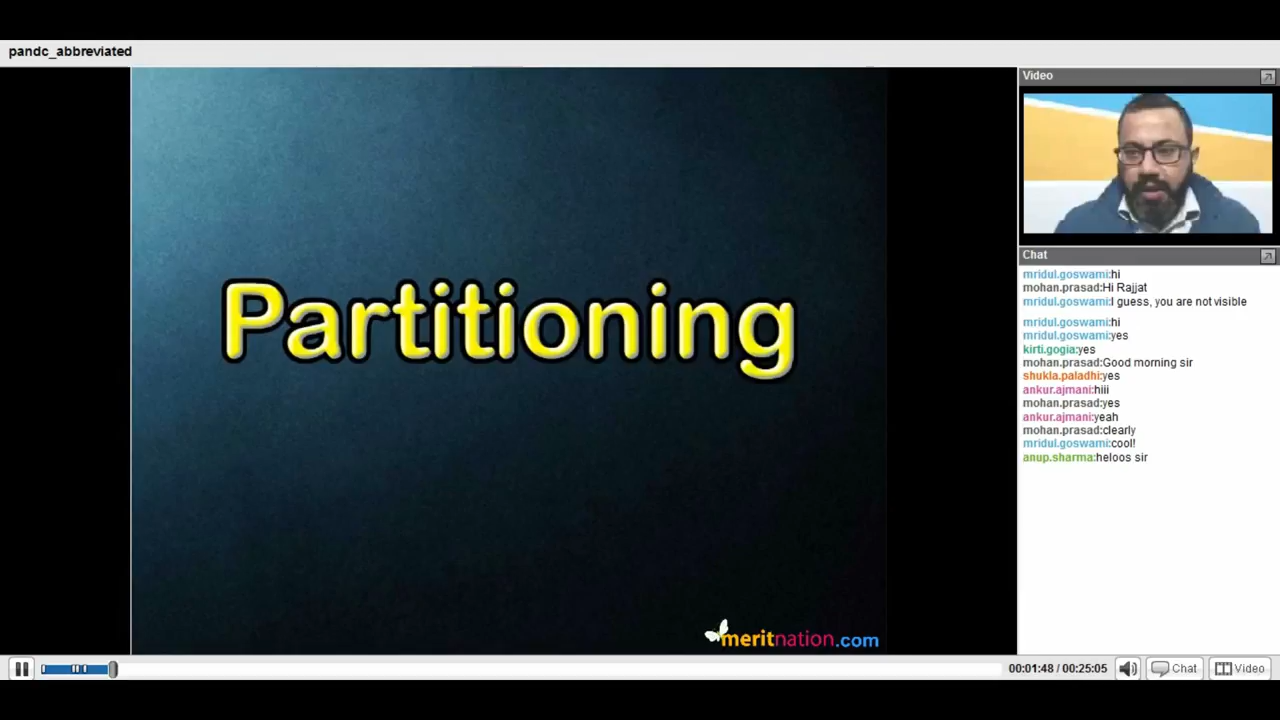 pandc_abbreviated
Partitioning
meritnation.com
Video
Chat
mridul.goswami:hi
mohan.prasad:Hi Rajjat
mridul.goswami:I guess, you are not visible
mridul.goswami:hi
mridul.goswami:yes
kirti.gogia:yes
mohan.prasad:Good morning sir
shukla.paladhi:yes
ankur.ajmani:hiii
mohan.prasad:yes
ankur.ajmani:yeah
mohan.prasad:clearly
mridul.goswami:cool!
anup.sharma:heloos sir
00:01:48 / 00:25:05
Chat
Video